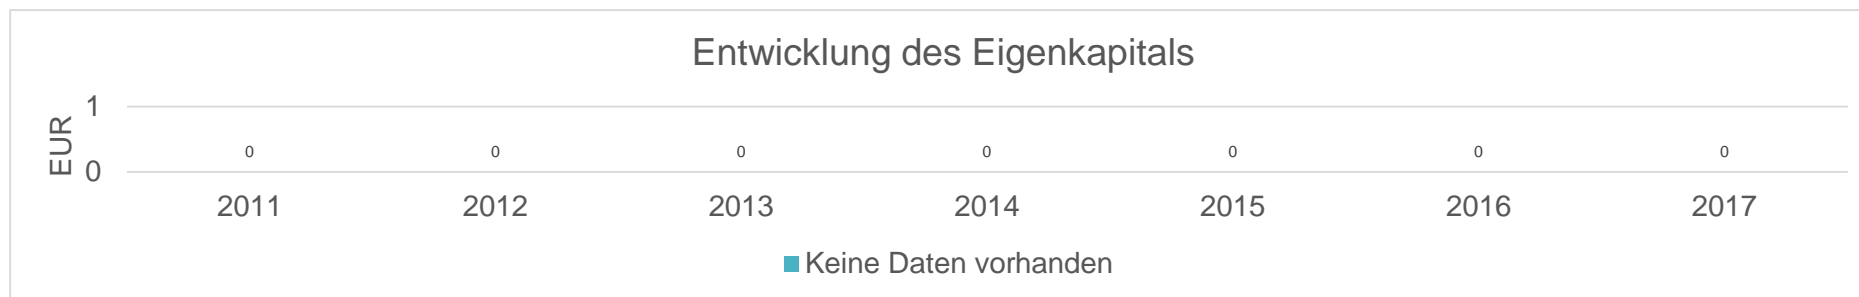 Entwicklung des Eigenkapitals
EUR
1
0
0 0 0 0 0 0 0
2011 2012 2013 2014 2015 2016 2017
Keine Daten vorhanden